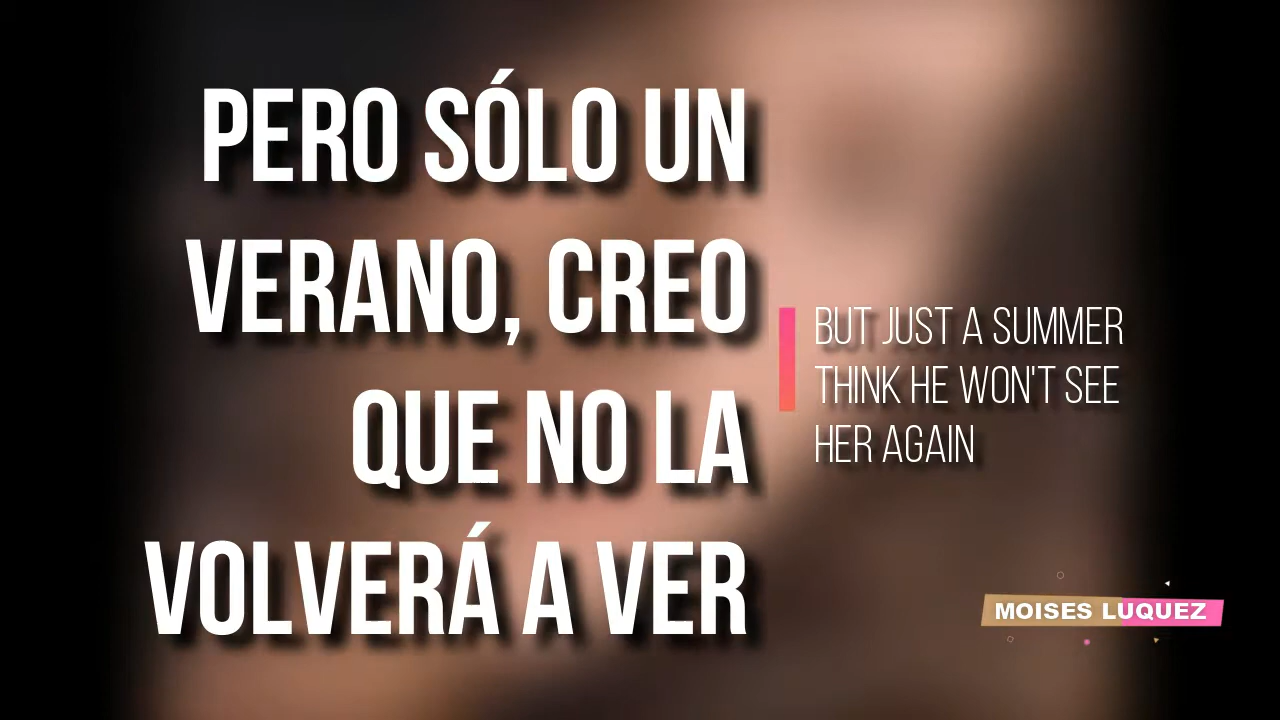 PERO SÓLO UN
VERANO, CREO
QUE NO LA
VOLVERÁ A VER
BUT JUST A SUMMER
THINK HE WON'T SEE
HER AGAIN
MOISES LUQUEZ